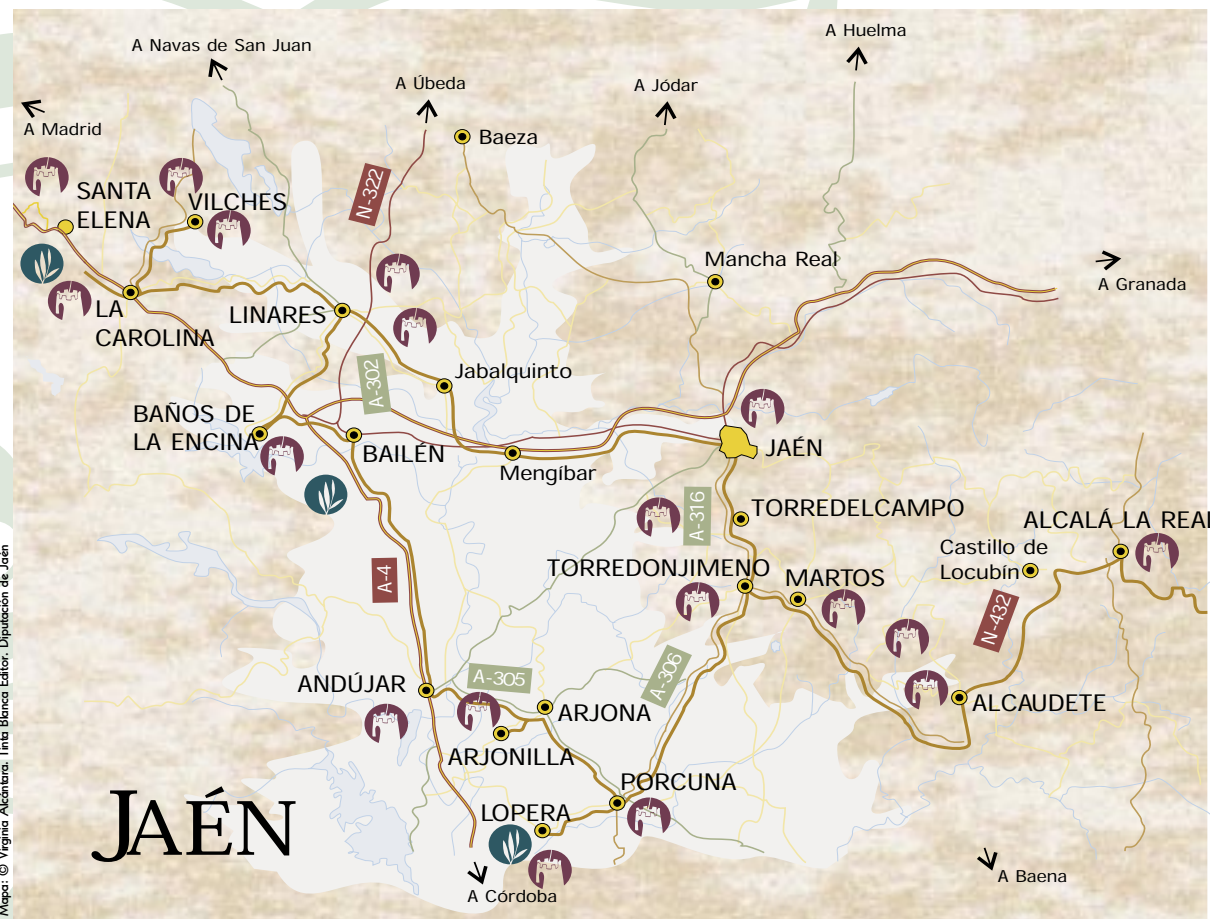 A Navas de San Juan
A Huelma
A Úbeda
A Jódar
A Madrid
Baeza
SANTA
ELENA
VILCHES
N-322
Mancha Real
A Granada
LA
CAROLINA
LINARES
A-302
Jabalquinto
BAÑOS DE
LA ENCINA
BAILÉN
Mengíbar
JAÉN
A-316
TORREDELCAMPO
ALCALÁ LA REAL
Castillo de
Locubín
TORREDONJIMENO
MARTOS
A-4
N-432
A-306
ANDÚJAR
A-305
ARJONA
ALCAUDETE
ARJONILLA
PORCUNA
LOPERA
JAÉN
A Córdoba
A Baena
Mapa: © Virginia Alcántara. Tinta Blanca Editor. Diputación de Jaén